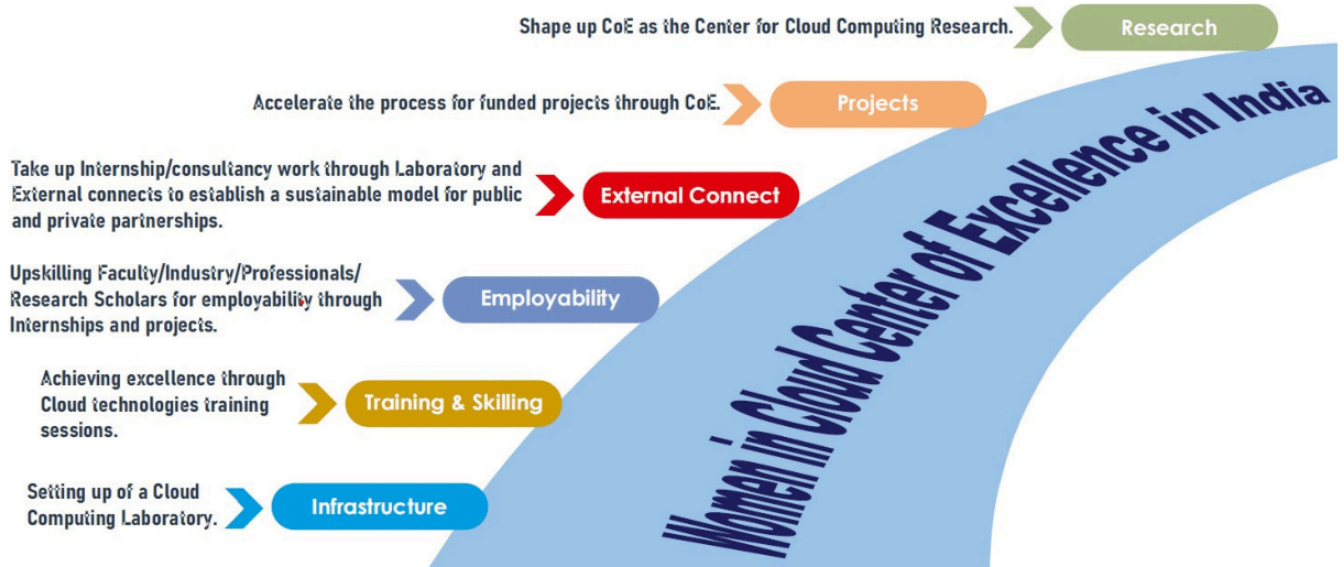 Shape up CoE as the Center for Cloud Computing Research.
Research
Accelerate the process for funded projects through CoE.
Projects
Take up Internship/consultancy work through Laboratory and
External connects to establish a sustainable model for public
and private partnerships.
External Connect
Upskilling Faculty/Industry/Professionals/
Research Scholars for employability through
Internships and projects.
Employability
Achieving excellence through
Cloud technologies training
sessions.
Training & Skilling
Setting up of a Cloud
Computing Laboratory.
Infrastructure
Women in Cloud Center of Excellence in India